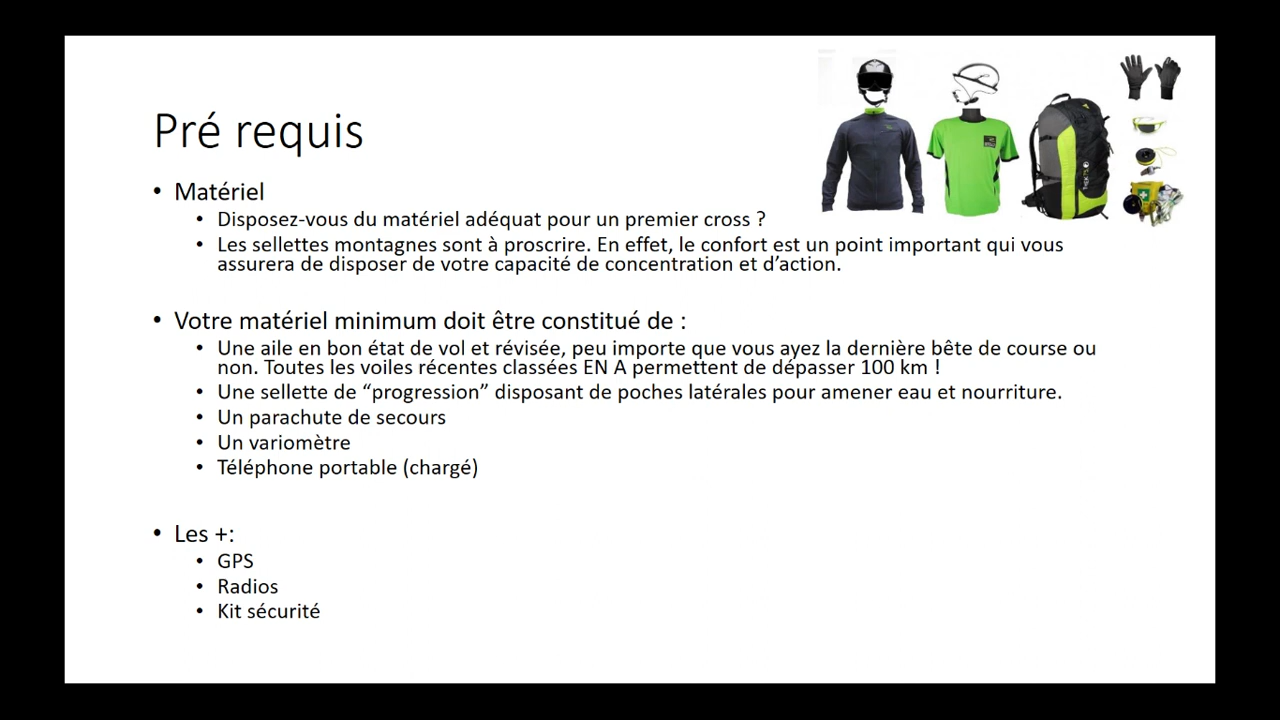 Pré requis
• Matériel
• Disposez-vous du matériel adéquat pour un premier cross ?
• Les sellettes montagnes sont à proscrire. En effet, le confort est un point important qui vous
assurera de disposer de votre capacité de concentration et d’action.
• Votre matériel minimum doit être constitué de :
• Une aile en bon état de vol et révisée, peu importe que vous ayez la dernière bête de course ou
non. Toutes les voiles récentes classées EN A permettent de dépasser 100 km !
• Une sellette de “progression” disposant de poches latérales pour amener eau et nourriture.
• Un parachute de secours
• Un variomètre
• Téléphone portable (chargé)
• Les +:
• GPS
• Radios
• Kit sécurité